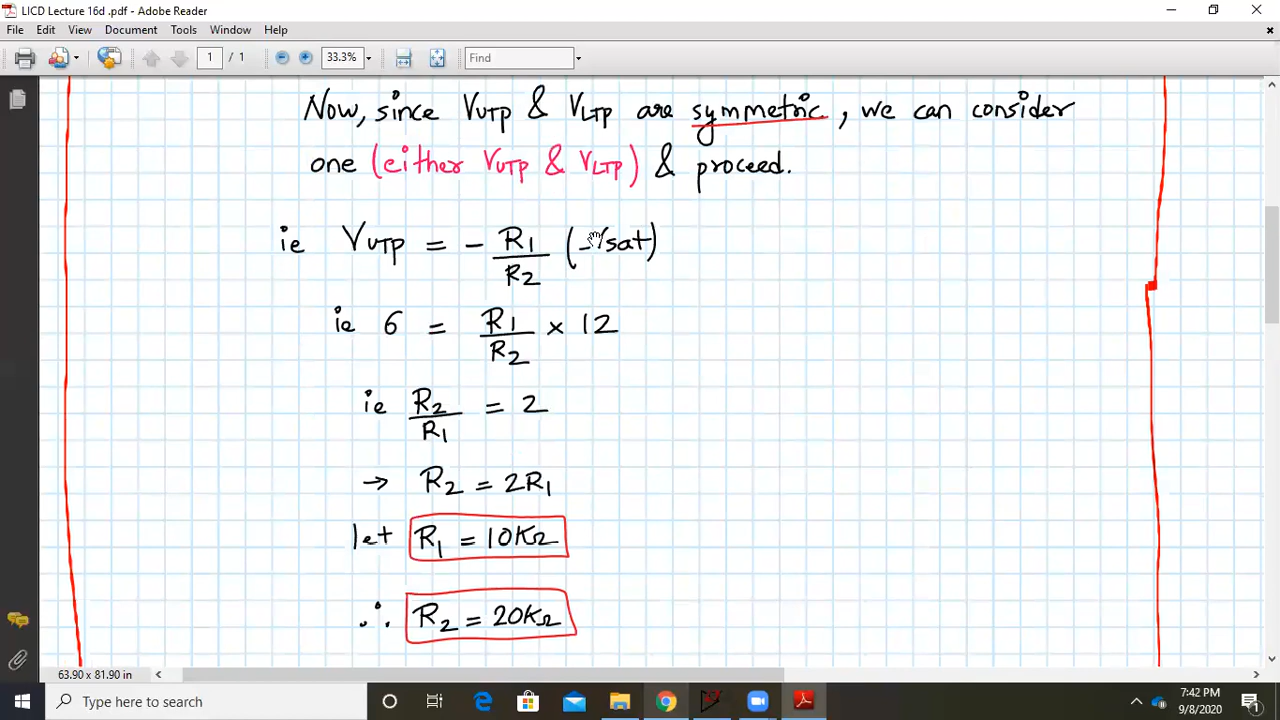 LICD Lecture 16d .pdf - Adobe Reader
File Edit View Document Tools Window Help
1 / 1 33.3% Find
Now, since VUTP & VLTP are symmetric, we can consider
one (either VUTP & VLTP) & proceed.
ie VUTP = - R1/R2 (-Vsat)
ie 6 = R1/R2 × 12
ie R2/R1 = 2
→ R2 = 2R1
let R1 = 10KΩ
∴ R2 = 20KΩ
63.90 x 81.90 in
Type here to search
7:42 PM
9/8/2020